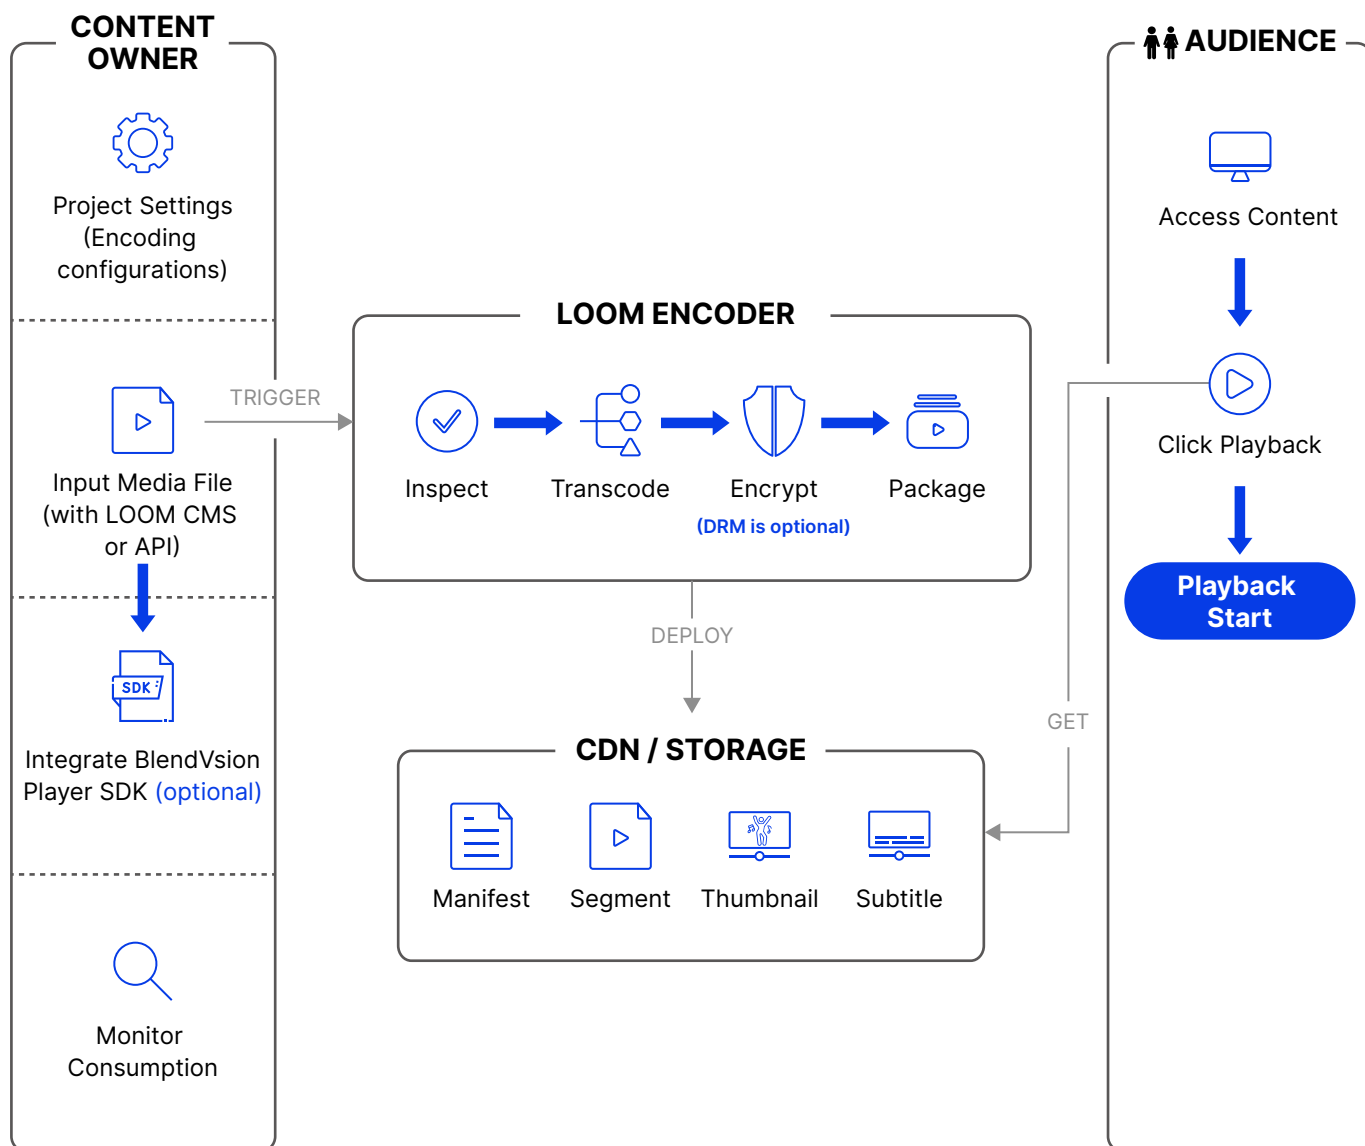 CONTENT
OWNER
Project Settings
(Encoding
configurations)
Input Media File
(with LOOM CMS
or API)
SDK
Integrate BlendVsion
Player SDK (optional)
Monitor
Consumption
TRIGGER
LOOM ENCODER
Inspect
Transcode
Encrypt
(DRM is optional)
Package
DEPLOY
CDN / STORAGE
Manifest
Segment
Thumbnail
Subtitle
GET
AUDIENCE
Access Content
Click Playback
Playback
Start